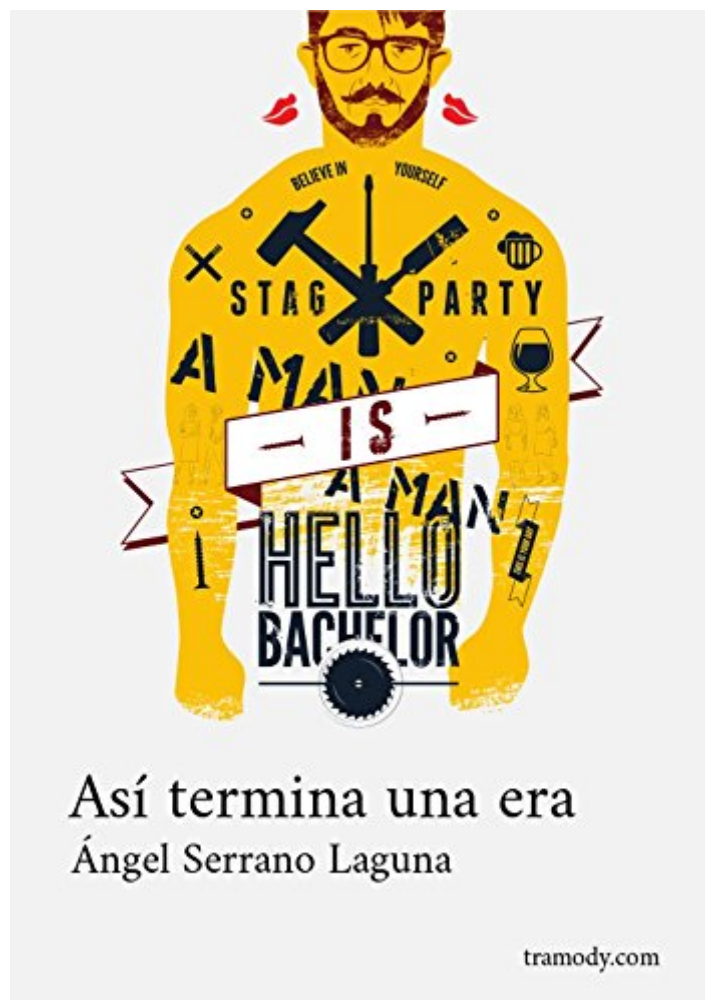 BELIEVE IN YOURSELF
STAG PARTY
A MAN
IS
A MAN
HELLO
BACHELOR
Así termina una era
Ángel Serrano Laguna
tramody.com